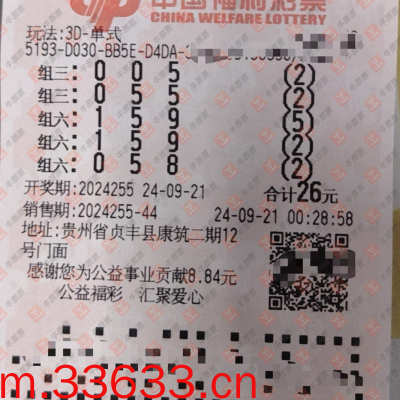 中国福利彩票
CHINA WELFARE LOTTERY
玩法:3D-单式
5193-D030-BB5E-D4DA-
组三: 0 0 5 (2)
组三: 0 5 5 (2)
组六: 1 5 9 (5)
组六: 1 5 9 (2)
组六: 0 5 8 (2)
开奖期:2024255 24-09-21 合计26元
销售期:2024255-44 24-09-21 00:28:58
地址:贵州省贞丰县康筑二期12
号门面
感谢您为公益事业贡献8.84元
公益福彩 汇聚爱心
m.33633.cn